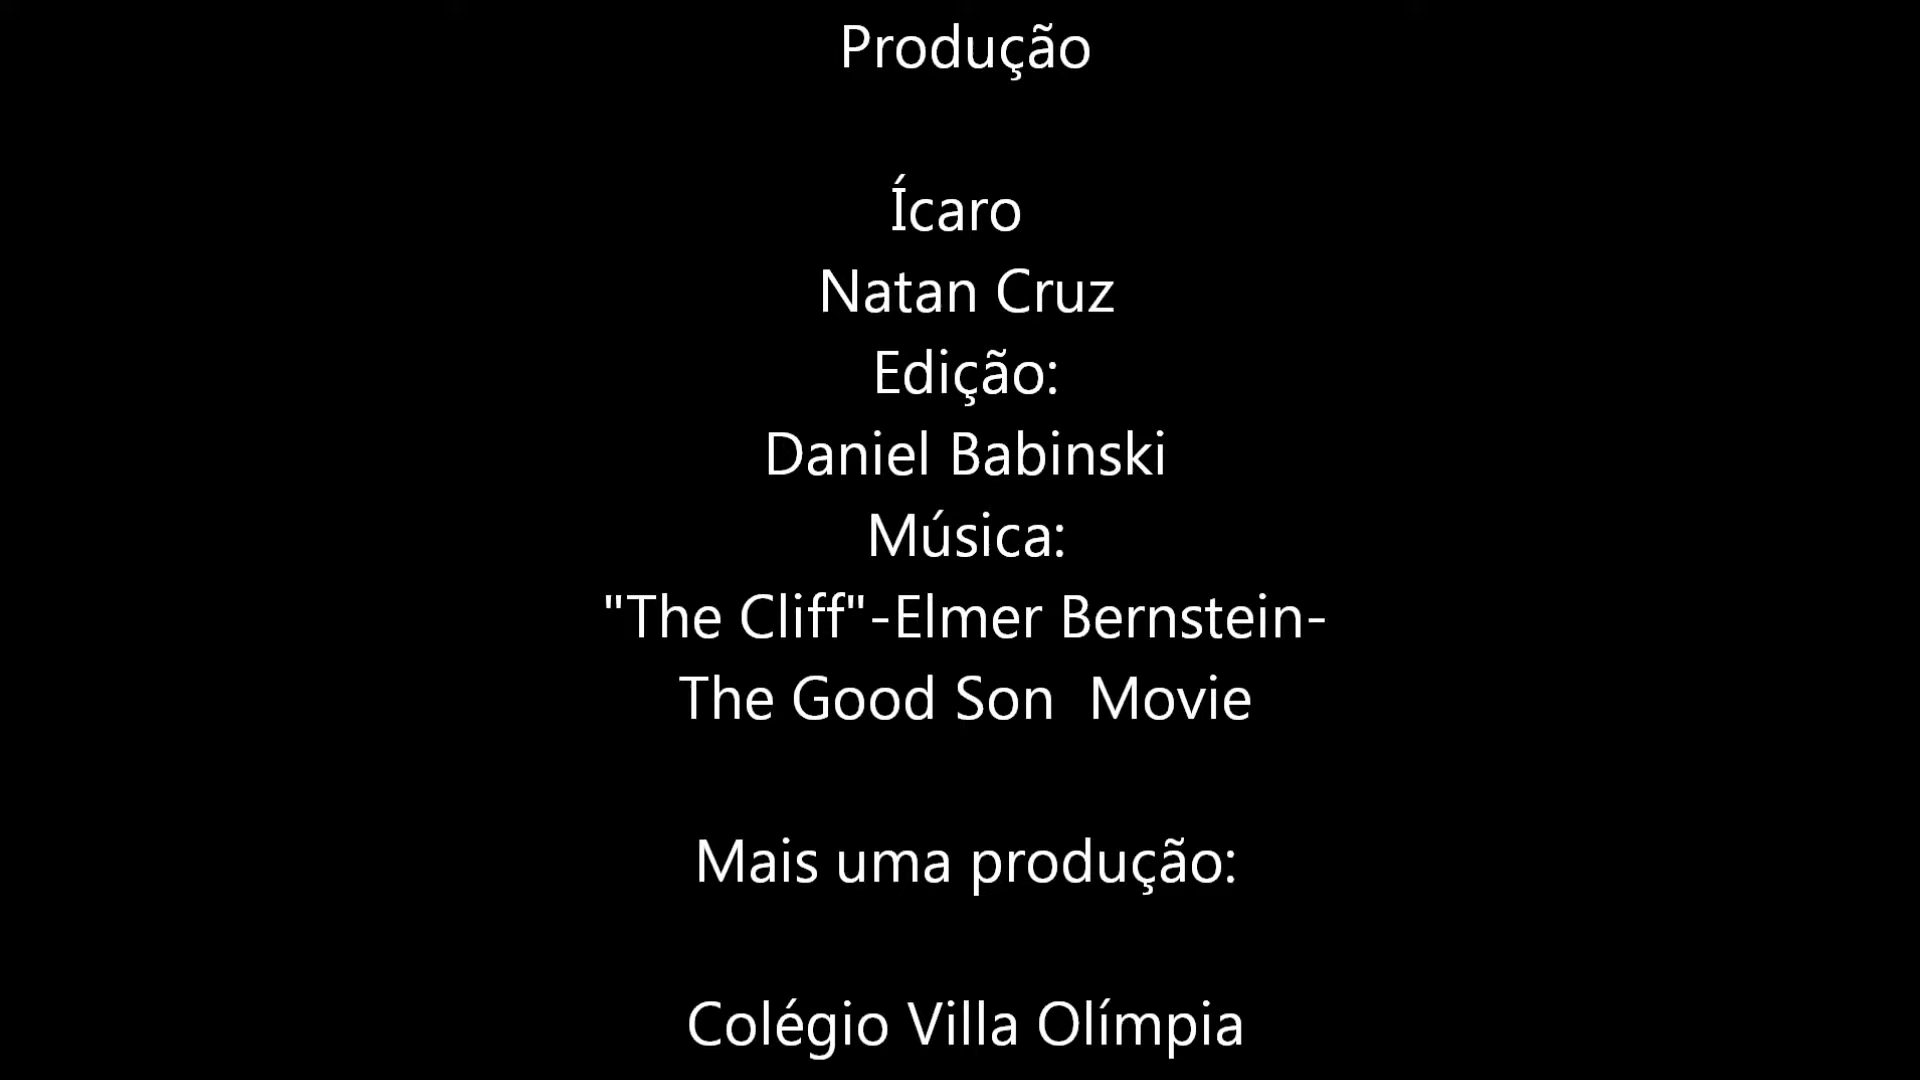 Produção
Ícaro
Natan Cruz
Edição:
Daniel Babinski
Música:
"The Cliff"-Elmer Bernstein-
The Good Son  Movie
Mais uma produção:
Colégio Villa Olímpia